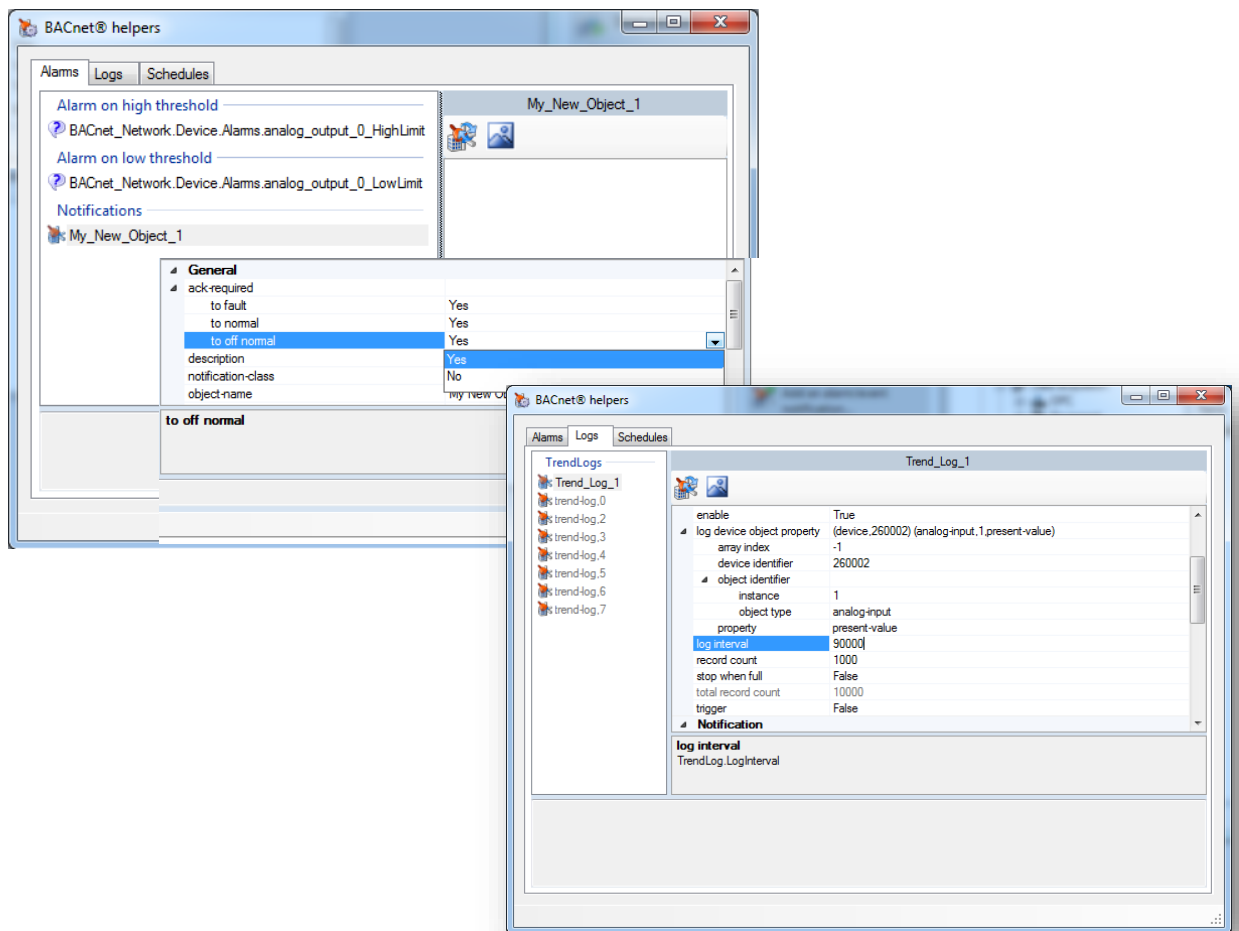 BACnet® helpers
Alarms Logs Schedules
Alarm on high threshold
BACnet_Network.Device.Alarms.analog_output_0_HighLimit
Alarm on low threshold
BACnet_Network.Device.Alarms.analog_output_0_LowLimit
Notifications
My_New_Object_1
My_New_Object_1
General
ack-required
to fault Yes
to normal Yes
to off normal Yes
description Yes
notification-class No
object-name My New
to off normal
BACnet® helpers
Alarms Logs Schedules
TrendLogs
Trend_Log_1
trend-log,0
trend-log,2
trend-log,3
trend-log,4
trend-log,5
trend-log,6
trend-log,7
Trend_Log_1
enable True
log device object property (device,260002) (analog-input,1,present-value)
array index -1
device identifier 260002
object identifier
instance 1
object type analog-input
property present-value
log interval 90000
record count 1000
stop when full False
total record count 10000
trigger False
Notification
log interval
TrendLog.LogInterval